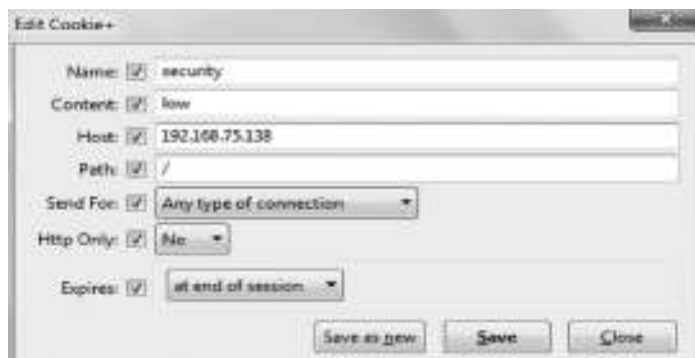 Edit Cookie+
Name: security
Content: low
Host: 192.168.75.138
Path: /
Send For: Any type of connection
Http Only: No
Expires: at end of session
Save as new Save Close